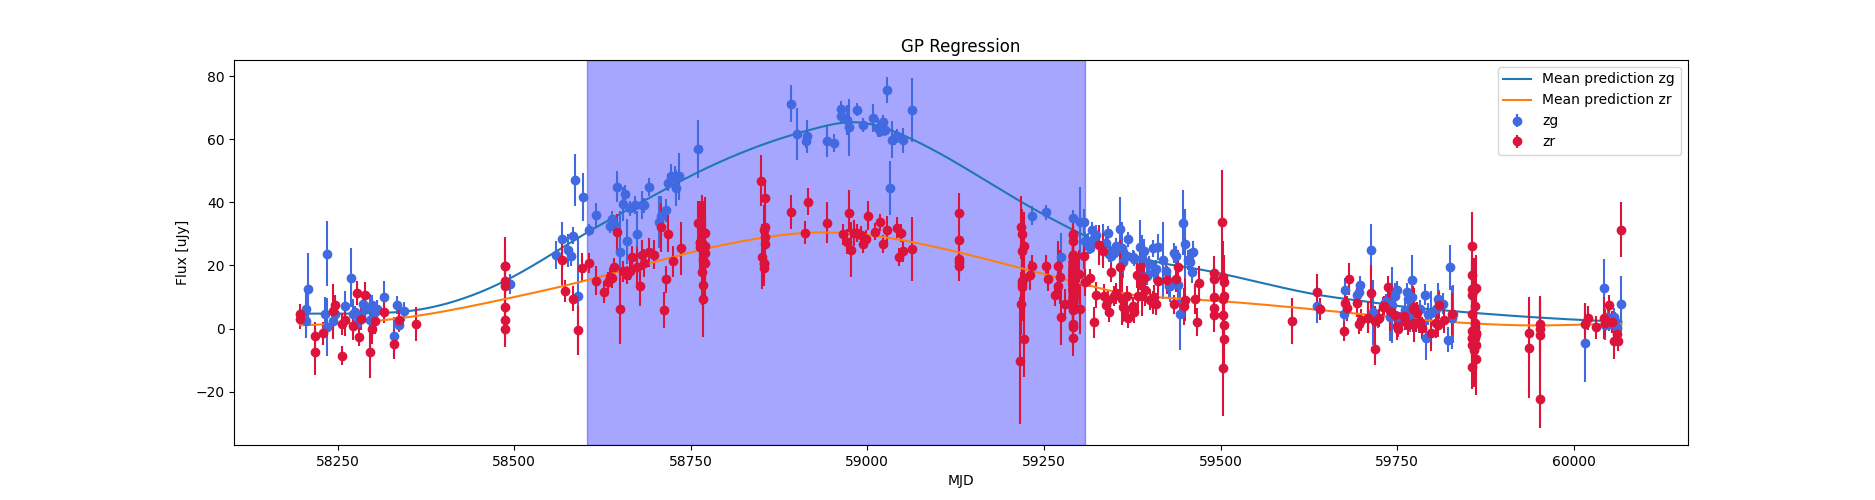 GP Regression
80
60
40
20
0
−20
Flux [uJy]
58250
58500
58750
59000
59250
59500
59750
60000
MJD
Mean prediction zg
Mean prediction zr
zg
zr